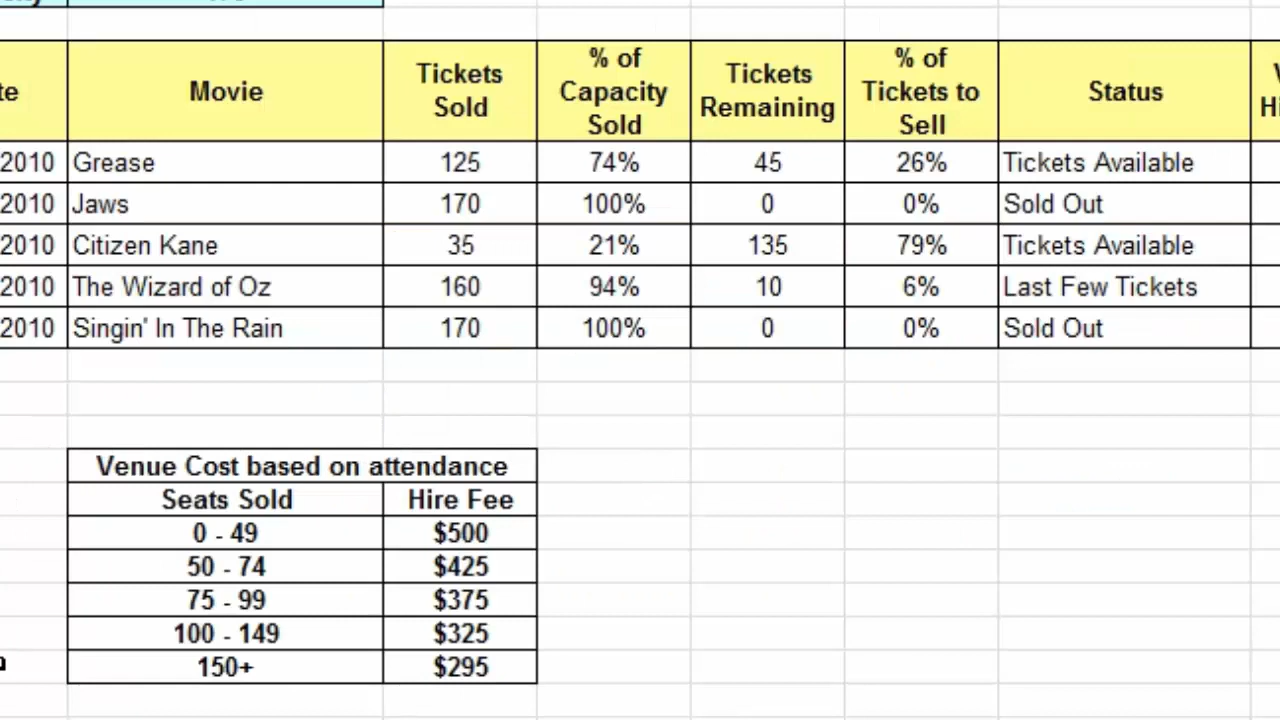 Movie Tickets Sold % of Capacity Sold Tickets Remaining % of Tickets to Sell Status
2010 Grease 125 74% 45 26% Tickets Available
2010 Jaws 170 100% 0 0% Sold Out
2010 Citizen Kane 35 21% 135 79% Tickets Available
2010 The Wizard of Oz 160 94% 10 6% Last Few Tickets
2010 Singin' In The Rain 170 100% 0 0% Sold Out
Venue Cost based on attendance
Seats Sold Hire Fee
0 - 49 $500
50 - 74 $425
75 - 99 $375
100 - 149 $325
150+ $295